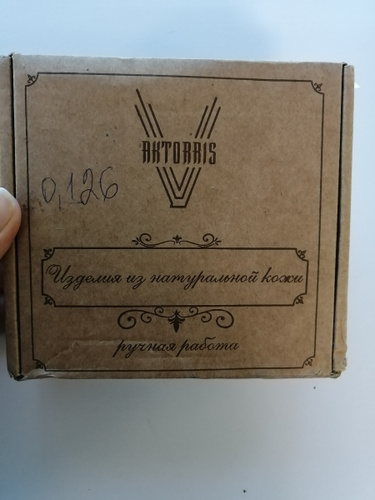 AKTORRIS
0,126
Изделия из натуральной кожи
ручная работа